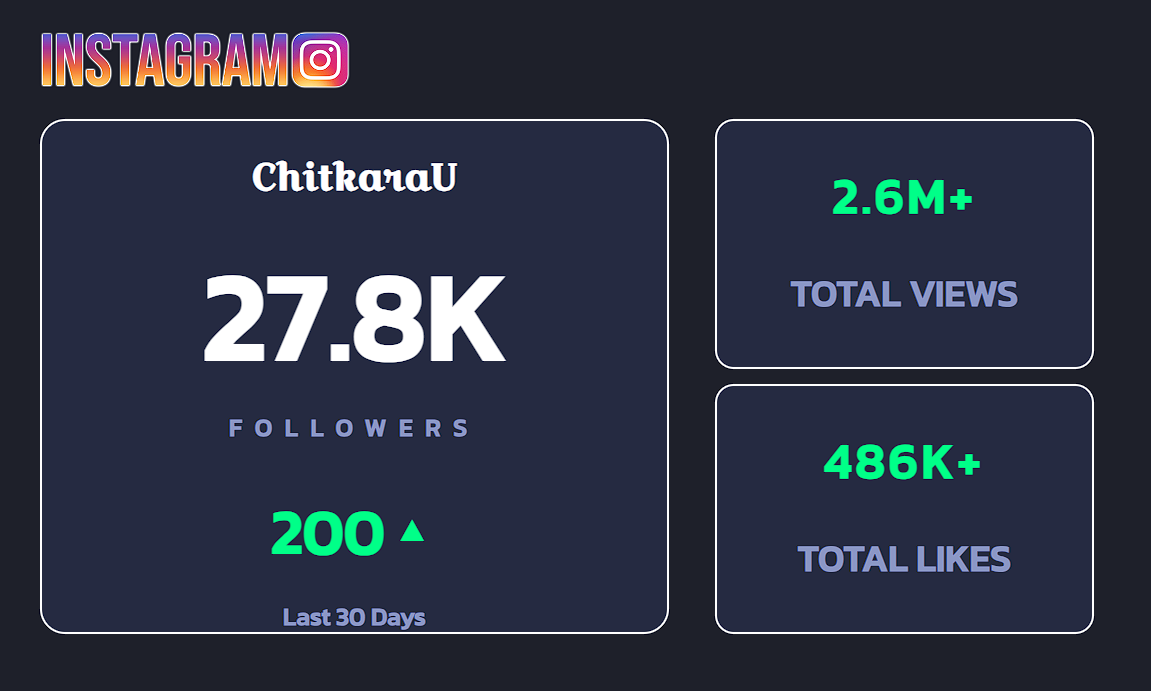 INSTAGRAM
ChitkaraU
27.8K
FOLLOWERS
200 ▲
Last 30 Days
2.6M+
TOTAL VIEWS
486K+
TOTAL LIKES